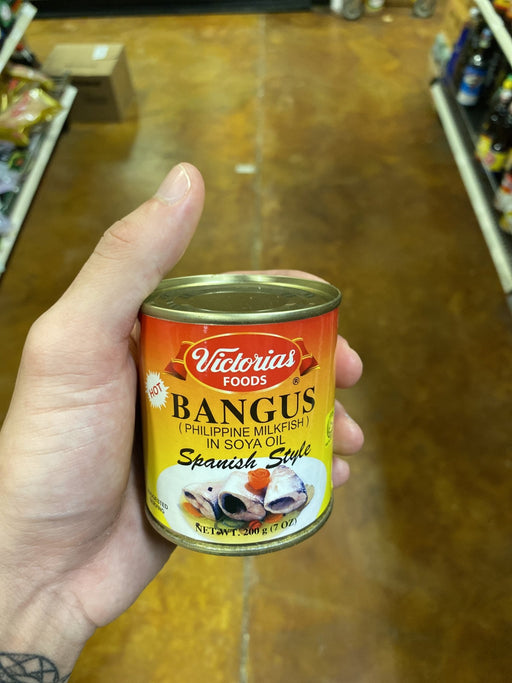 Victorias
FOODS
®
HOT
BANGUS
(PHILIPPINE MILKFISH)
IN SOYA OIL
Spanish Style
NET WT. 200 g (7 OZ)